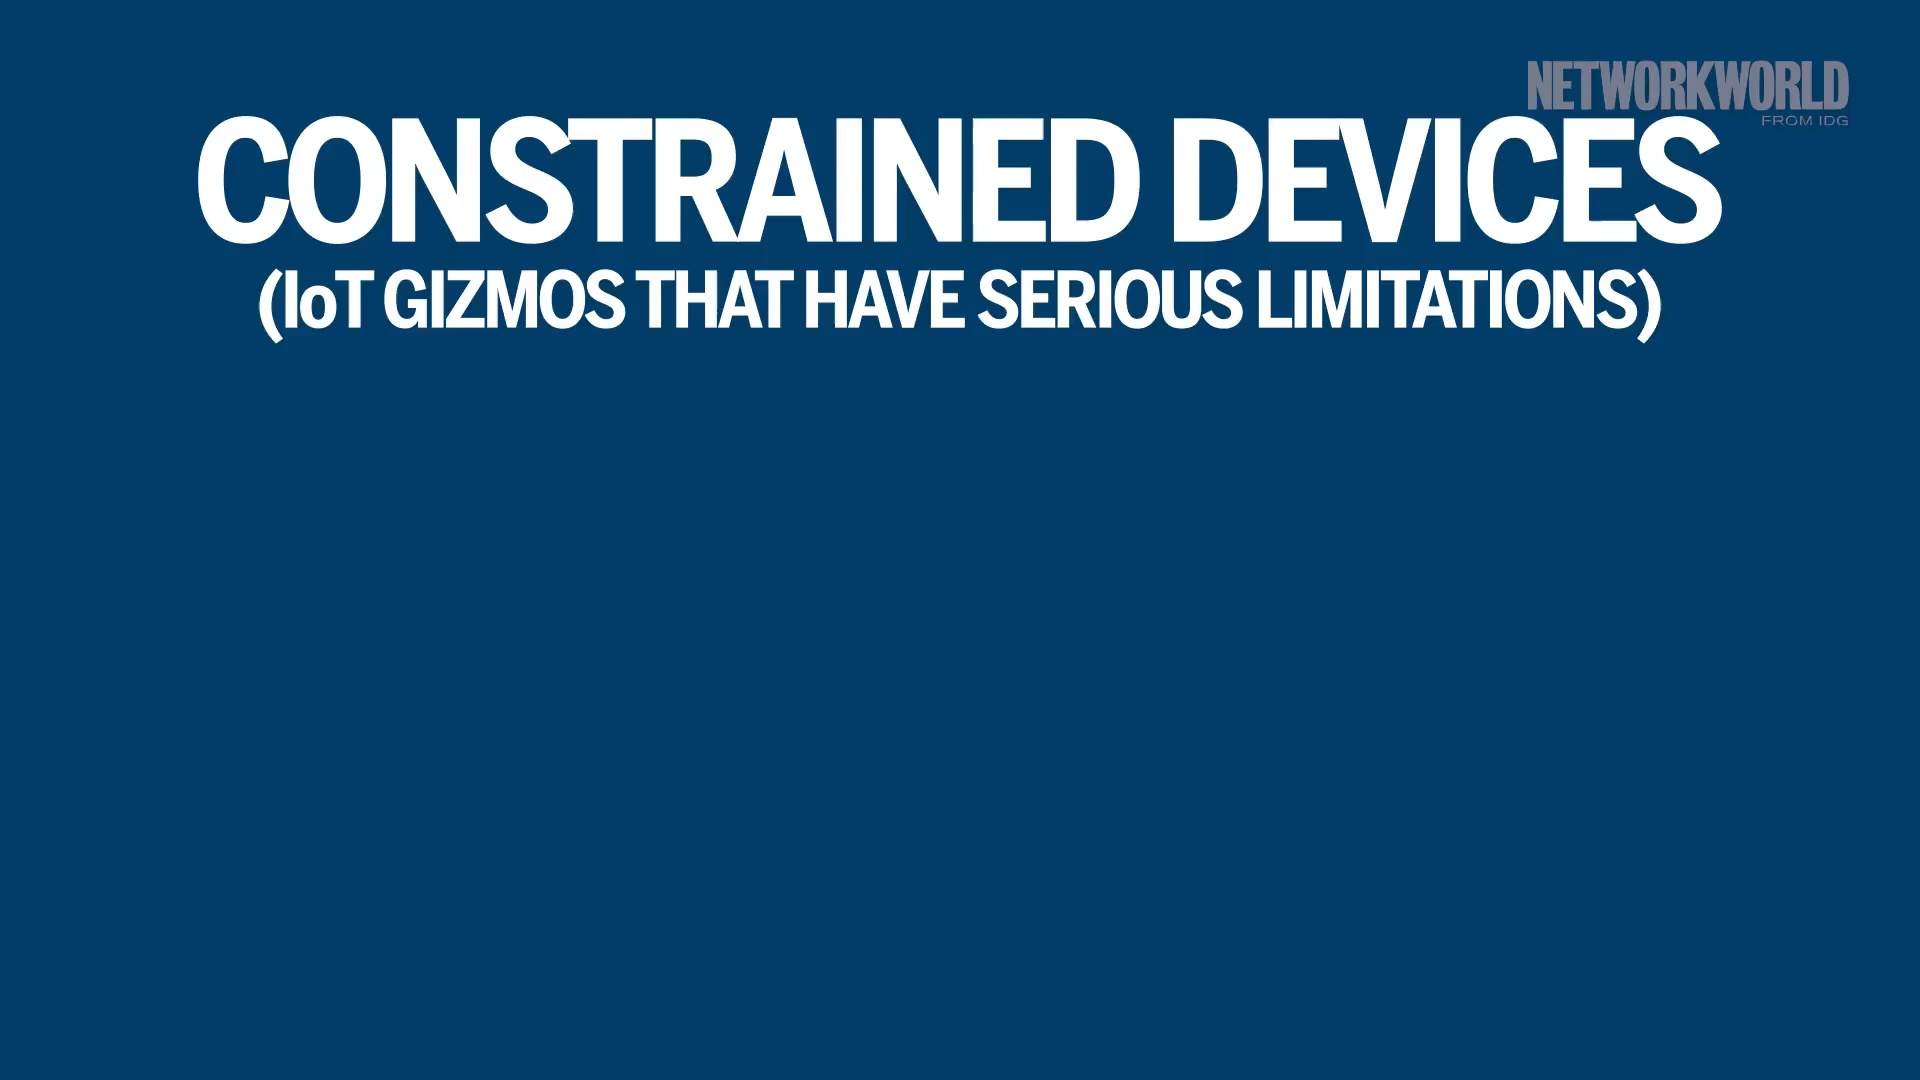 NETWORKWORLD
FROM IDG
CONSTRAINED DEVICES
(IoT GIZMOS THAT HAVE SERIOUS LIMITATIONS)